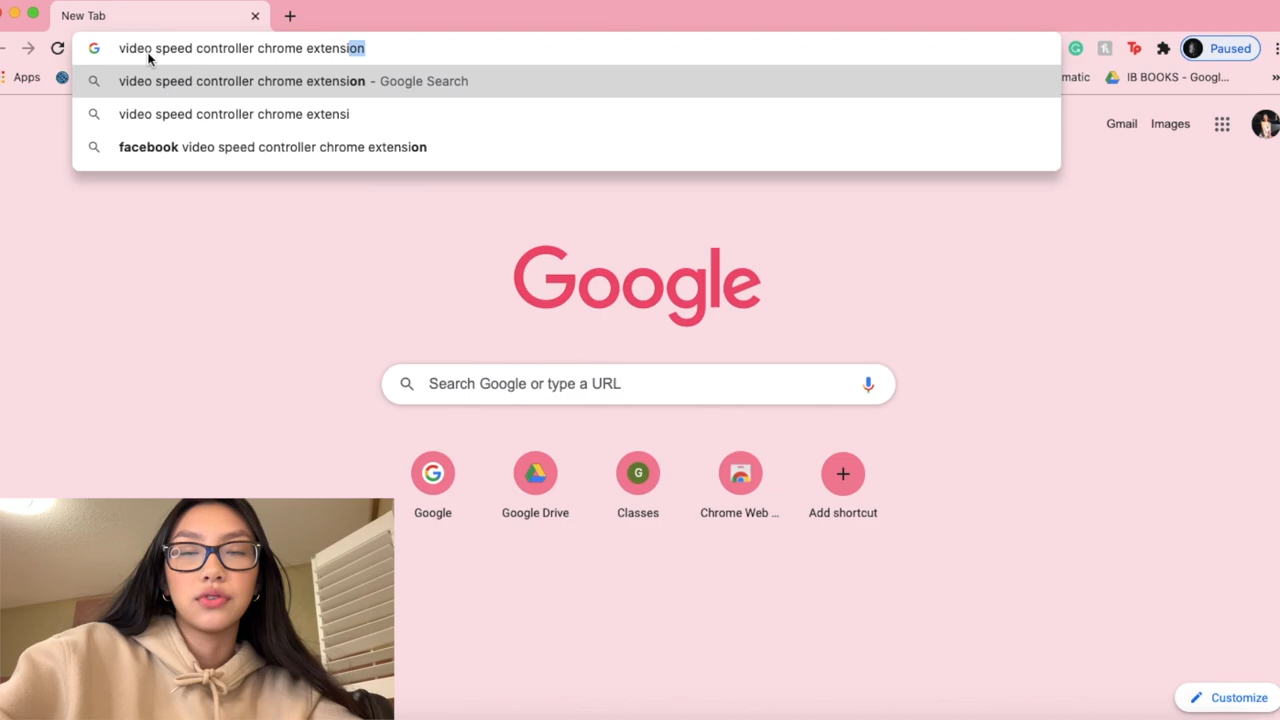 New Tab
video speed controller chrome extension
Paused
Apps
matic
IB BOOKS - Googl...
video speed controller chrome extension - Google Search
video speed controller chrome extensi
facebook video speed controller chrome extension
Gmail
Images
Google
Search Google or type a URL
G
Google
Google Drive
Classes
Chrome Web ...
Add shortcut
Customize